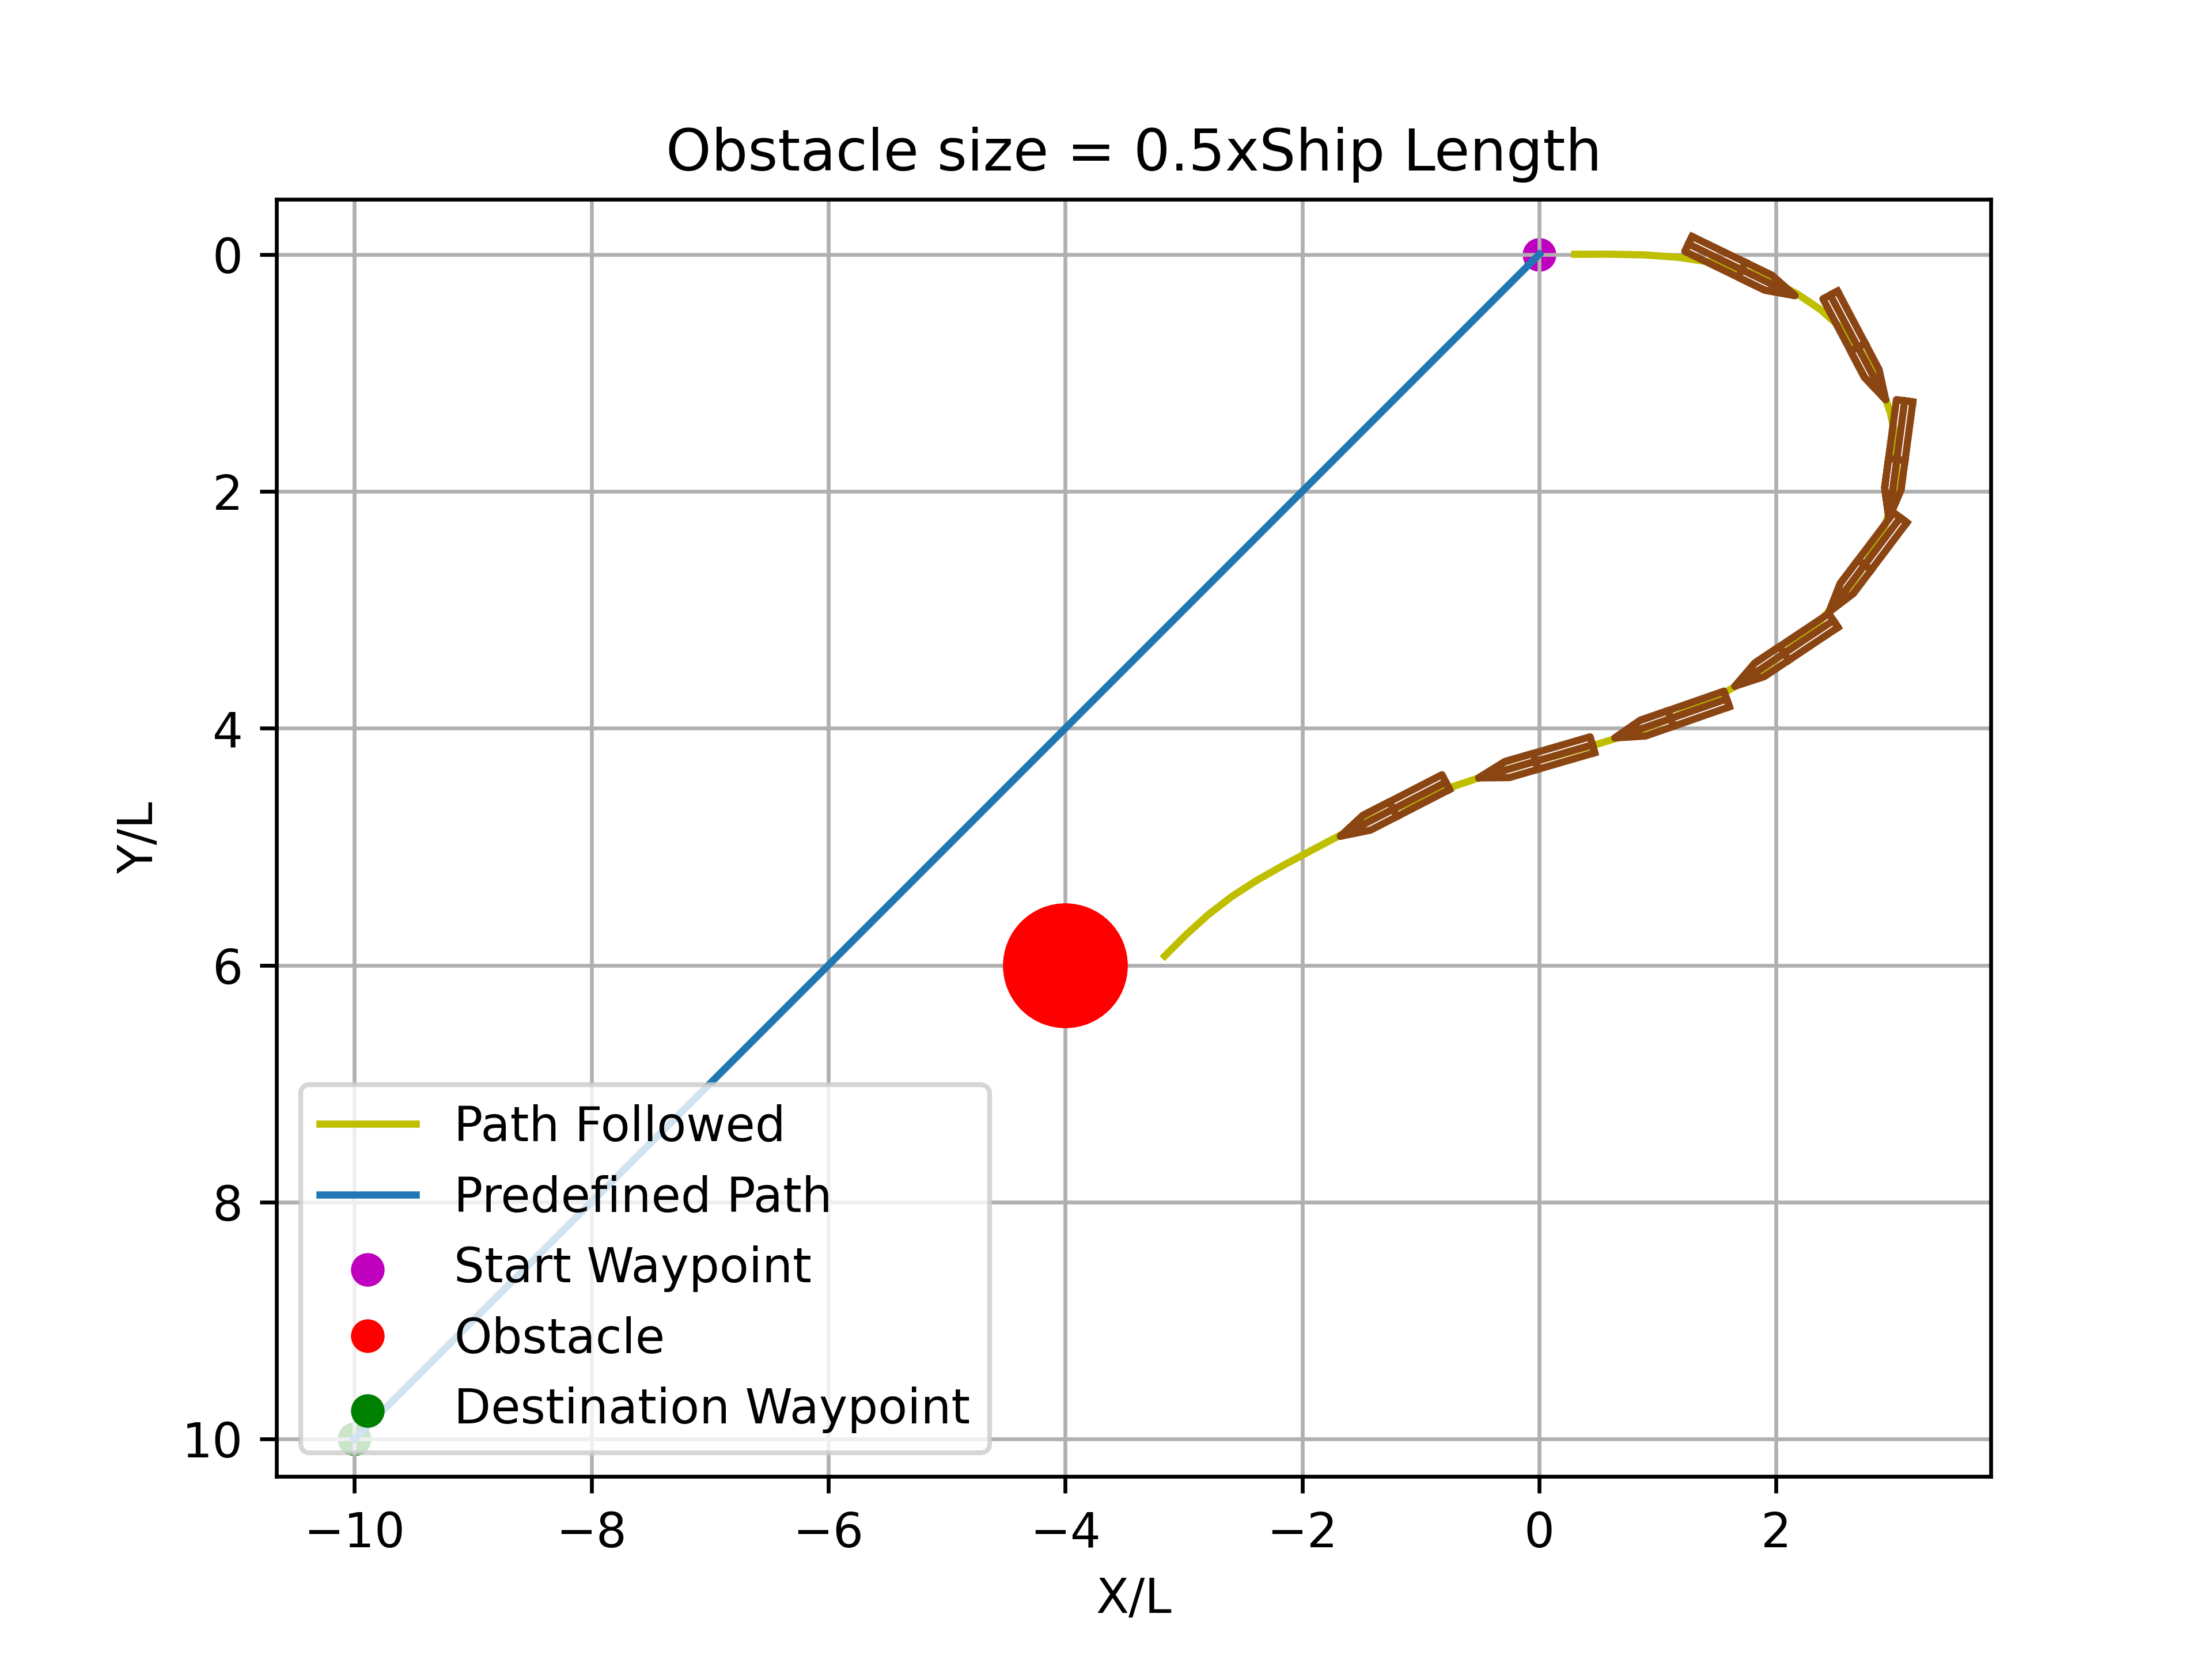 Obstacle size = 0.5xShip Length
0
2
4
6
8
10
Y/L
Path Followed
Predefined Path
Start Waypoint
Obstacle
Destination Waypoint
−10 −8 −6 −4 −2 0 2
X/L